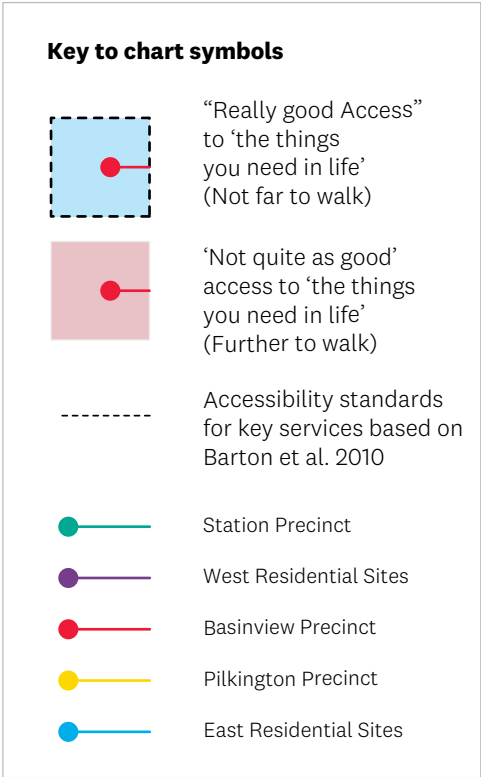 Key to chart symbols
“Really good Access”
to ‘the things
you need in life’
(Not far to walk)
‘Not quite as good’
access to ‘the things
you need in life’
(Further to walk)
Accessibility standards
for key services based on
Barton et al. 2010
Station Precinct
West Residential Sites
Basinview Precinct
Pilkington Precinct
East Residential Sites